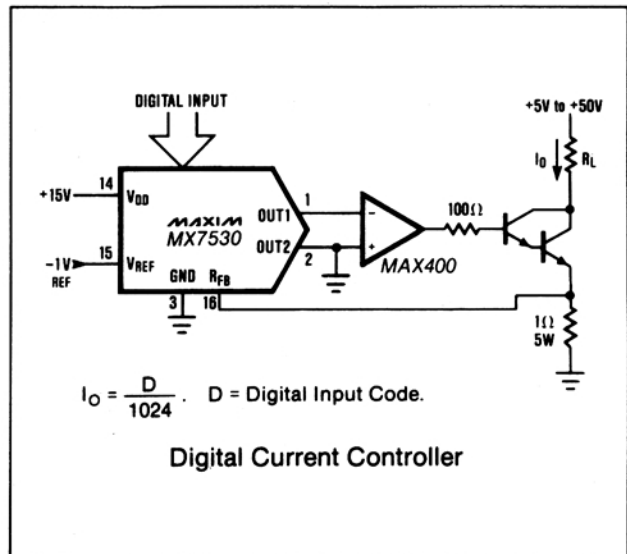 DIGITAL INPUT
+5V to +50V
IO
RL
+15V
14
VDD
MAXIM
MX7530
OUT1
1
100Ω
-
+
MAX400
OUT2
2
-1V
REF
15
VREF
GND
RFB
3
16
1Ω
5W
IO = D/1024 . D = Digital Input Code.
Digital Current Controller